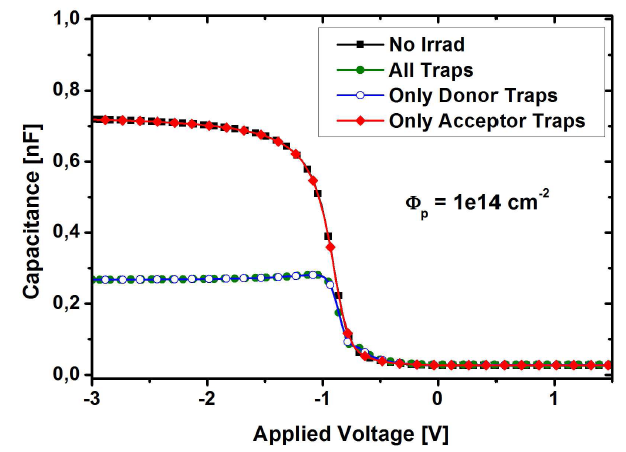 1,0
0,8
0,6
0,4
0,2
0,0
Capacitance [nF]
No Irrad
All Traps
Only Donor Traps
Only Acceptor Traps
Φp = 1e14 cm-2
-3 -2 -1 0 1
Applied Voltage [V]